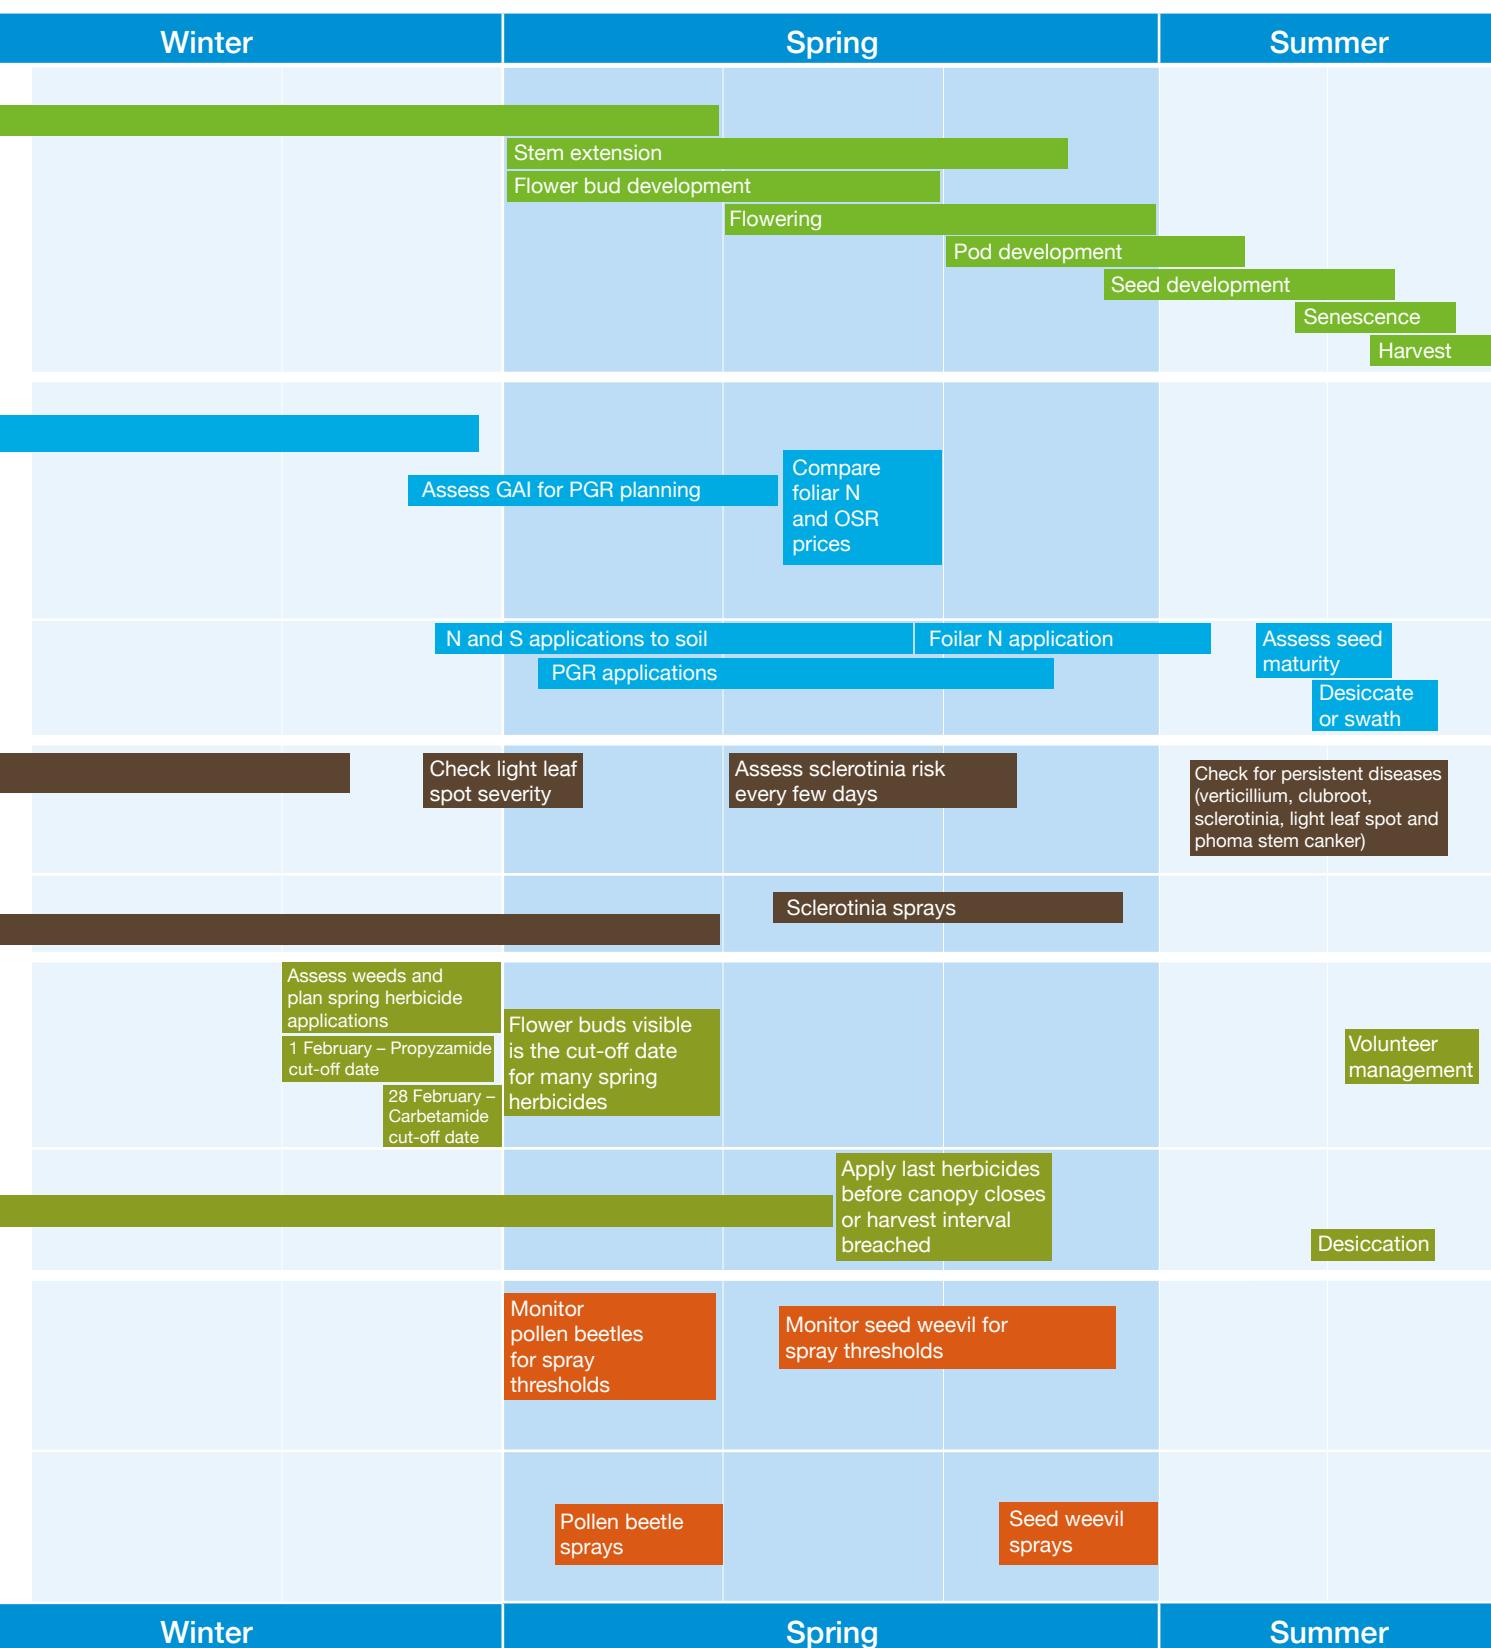 Winter
Spring
Summer
Stem extension
Flower bud development
Flowering
Pod development
Seed development
Senescence
Harvest
Assess GAI for PGR planning
Compare
foliar N
and OSR
prices
N and S applications to soil
Foilar N application
PGR applications
Assess seed
maturity
Desiccate
or swath
Check light leaf
spot severity
Assess sclerotinia risk
every few days
Check for persistent diseases
(verticillium, clubroot,
sclerotinia, light leaf spot and
phoma stem canker)
Sclerotinia sprays
Assess weeds and
plan spring herbicide
applications
1 February – Propyzamide
cut-off date
28 February –
Carbetamide
cut-off date
Flower buds visible
is the cut-off date
for many spring
herbicides
Volunteer
management
Apply last herbicides
before canopy closes
or harvest interval
breached
Desiccation
Monitor
pollen beetles
for spray
thresholds
Monitor seed weevil for
spray thresholds
Pollen beetle
sprays
Seed weevil
sprays
Winter
Spring
Summer